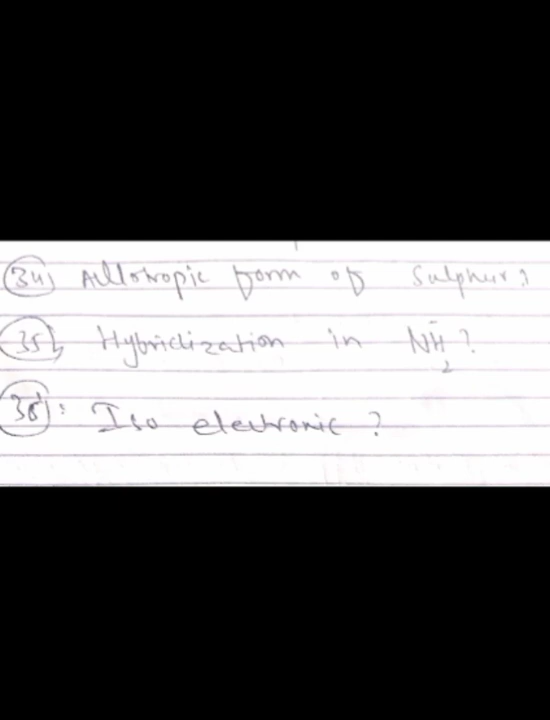 34) Allotropic form of Sulphur?
35) Hybridization in NH₂⁻?
36): Iso electronic?